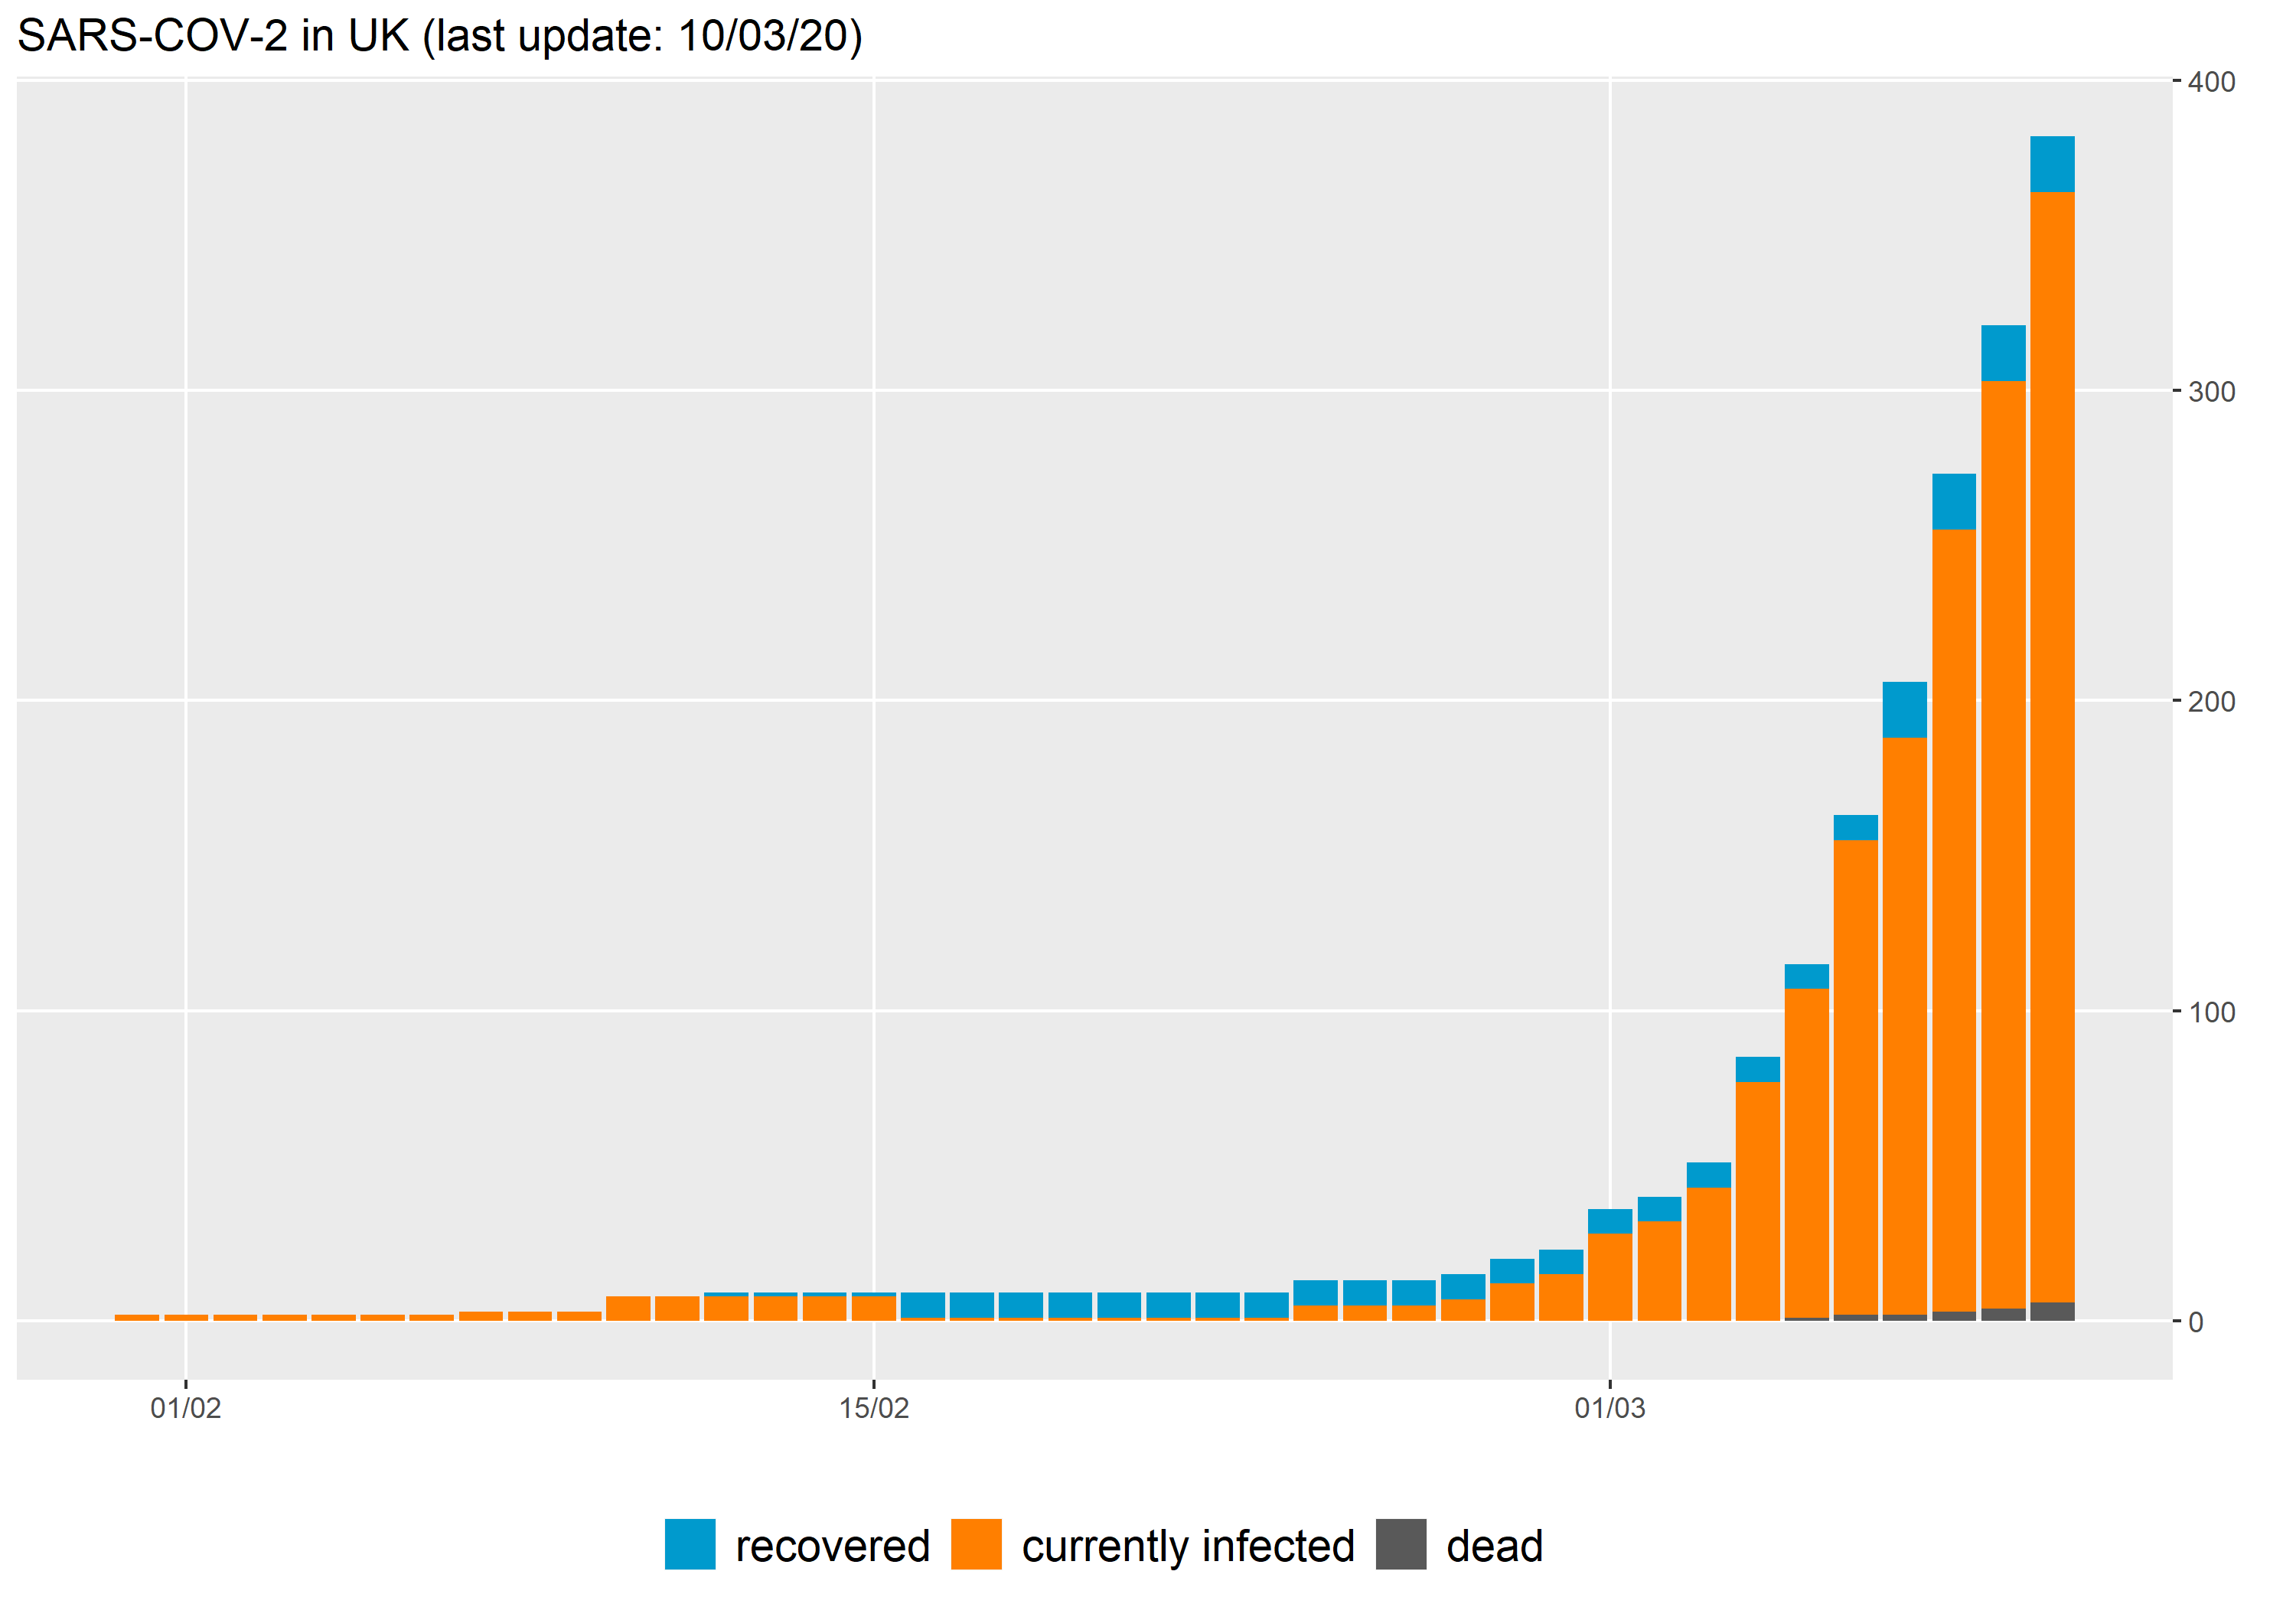 SARS-COV-2 in UK (last update: 10/03/20)
400
300
200
100
0
01/02 15/02 01/03
recovered currently infected dead